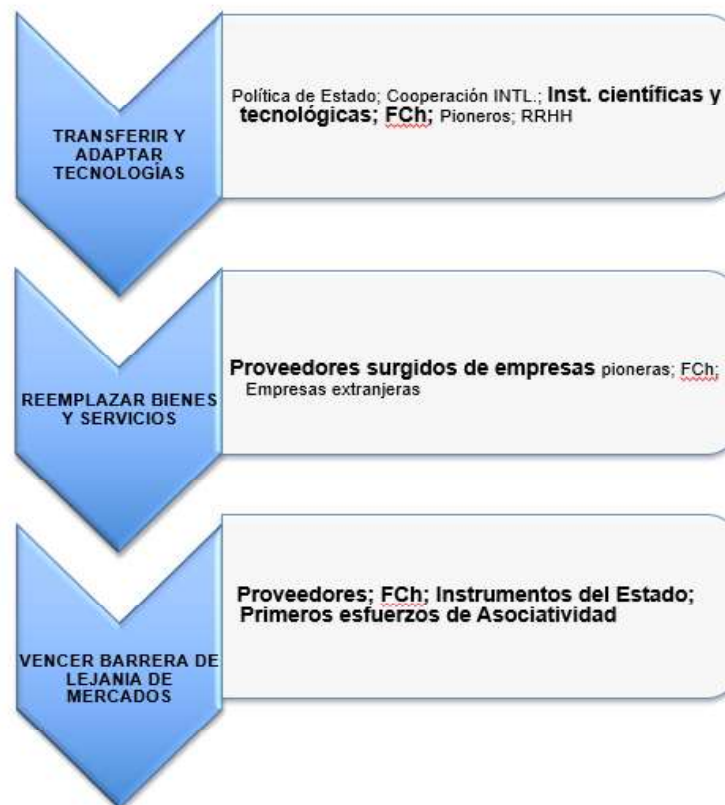 TRANSFERIR Y
ADAPTAR
TECNOLOGÍAS
Política de Estado; Cooperación INTL.; Inst. científicas y
tecnológicas; FCh; Pioneros; RRHH
REEMPLAZAR BIENES
Y SERVICIOS
Proveedores surgidos de empresas pioneras; FCh;
Empresas extranjeras
VENCER BARRERA DE
LEJANIA DE
MERCADOS
Proveedores; FCh; Instrumentos del Estado;
Primeros esfuerzos de Asociatividad